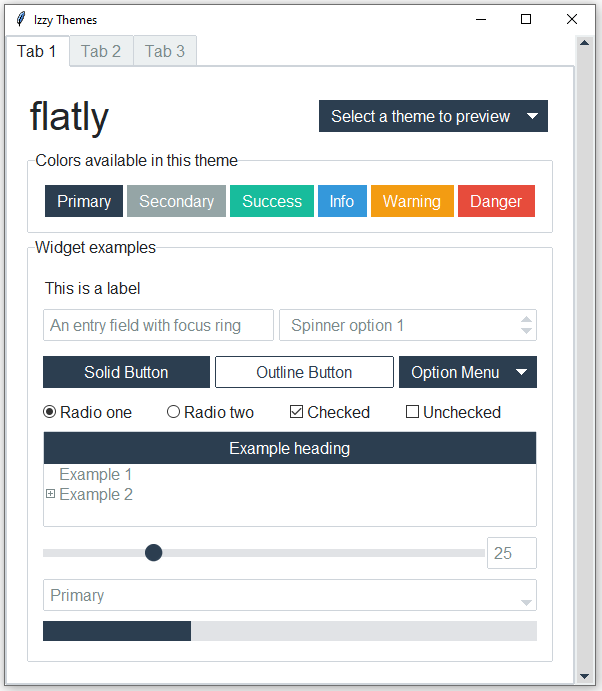 Izzy Themes
Tab 1 Tab 2 Tab 3
flatly Select a theme to preview
Colors available in this theme
Primary Secondary Success Info Warning Danger
Widget examples
This is a label
An entry field with focus ring Spinner option 1
Solid Button Outline Button Option Menu
Radio one Radio two Checked Unchecked
Example heading
Example 1
Example 2
25
Primary